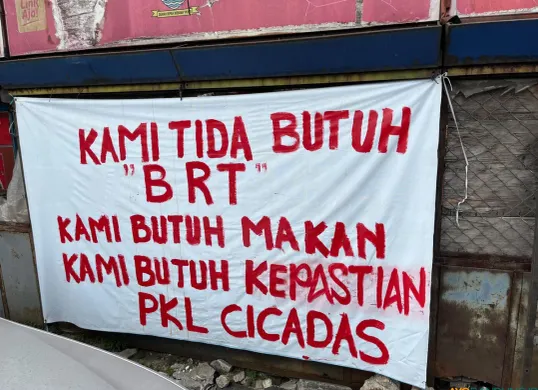 KAMI TIDA BUTUH
"BRT"
KAMI BUTUH MAKAN
KAMI BUTUH KEPASTIAN
PKL CICADAS